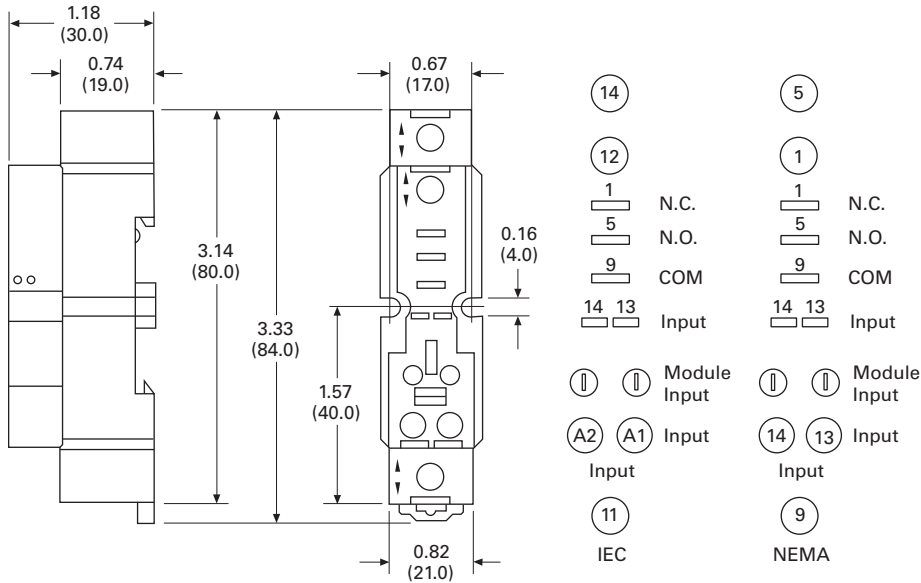 1.18
(30.0)
0.74
(19.0)
3.14
(80.0)
3.33
(84.0)
0.67
(17.0)
0.16
(4.0)
1.57
(40.0)
0.82
(21.0)
14
12
1 N.C.
5 N.O.
9 COM
14 13 Input
Module
Input
A2 A1 Input
Input
11
IEC
5
1
1 N.C.
5 N.O.
9 COM
14 13 Input
Module
Input
14 13 Input
Input
9
NEMA